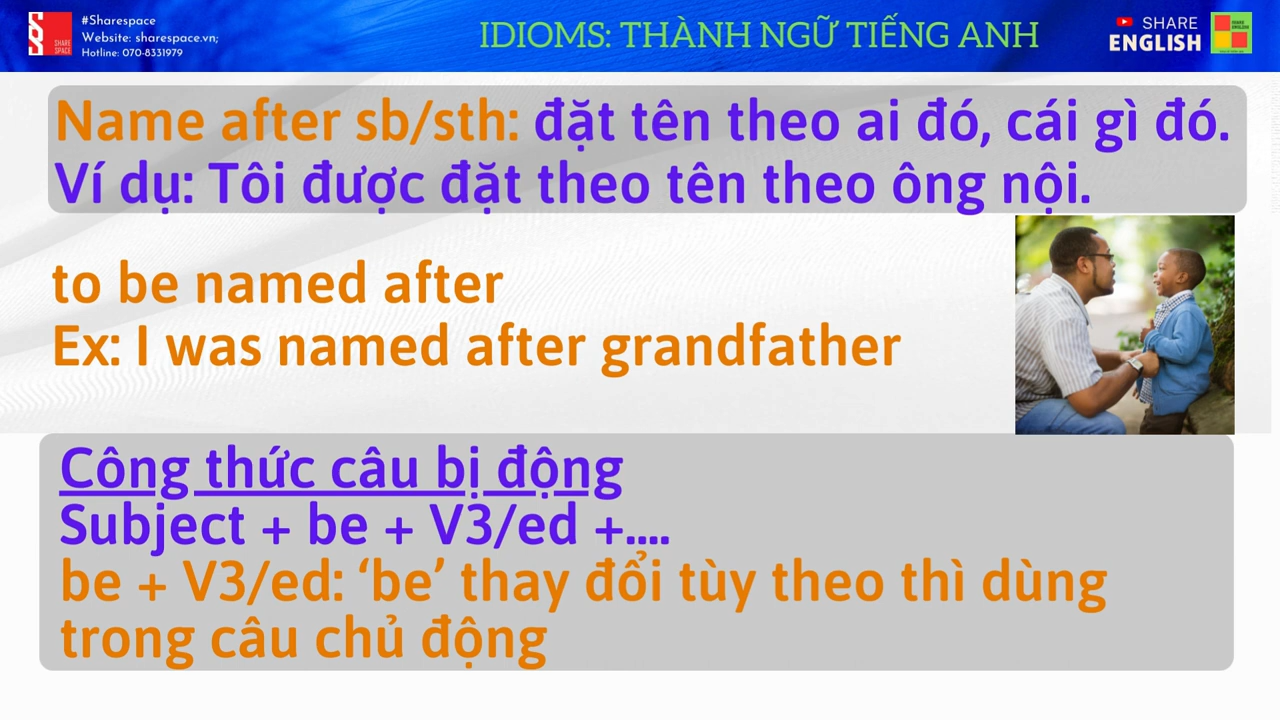 #Sharespace
Website: sharespace.vn;
Hotline: 070-8331979
SHARE
SPACE
IDIOMS: THÀNH NGỮ TIẾNG ANH
SHARE
ENGLISH
Name after sb/sth: đặt tên theo ai đó, cái gì đó.
Ví dụ: Tôi được đặt theo tên theo ông nội.
to be named after
Ex: I was named after grandfather
Công thức câu bị động
Subject + be + V3/ed +....
be + V3/ed: ‘be’ thay đổi tùy theo thì dùng
trong câu chủ động